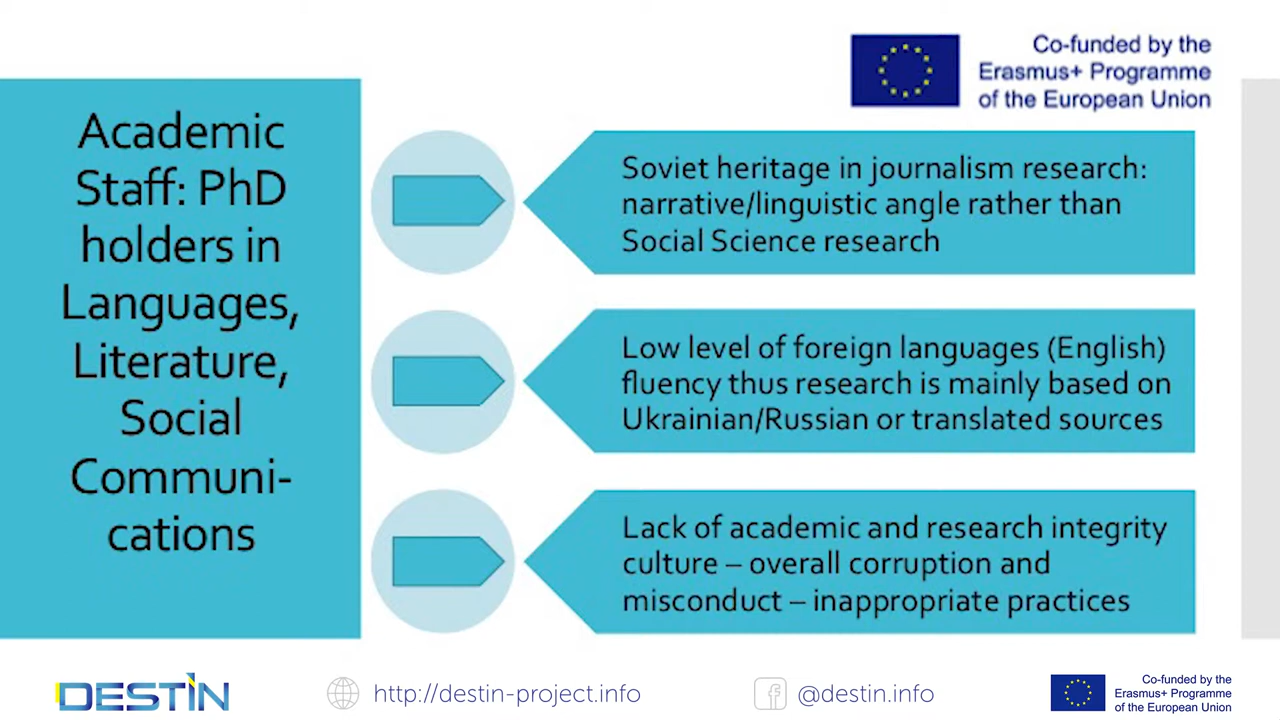 Co-funded by the
Erasmus+ Programme
of the European Union
Academic
Staff: PhD
holders in
Languages,
Literature,
Social
Communi-
cations
Soviet heritage in journalism research:
narrative/linguistic angle rather than
Social Science research
Low level of foreign languages (English)
fluency thus research is mainly based on
Ukrainian/Russian or translated sources
Lack of academic and research integrity
culture – overall corruption and
misconduct – inappropriate practices
DESTIN
http://destin-project.info
@destin.info
Co-funded by the
Erasmus+ Programme
of the European Union